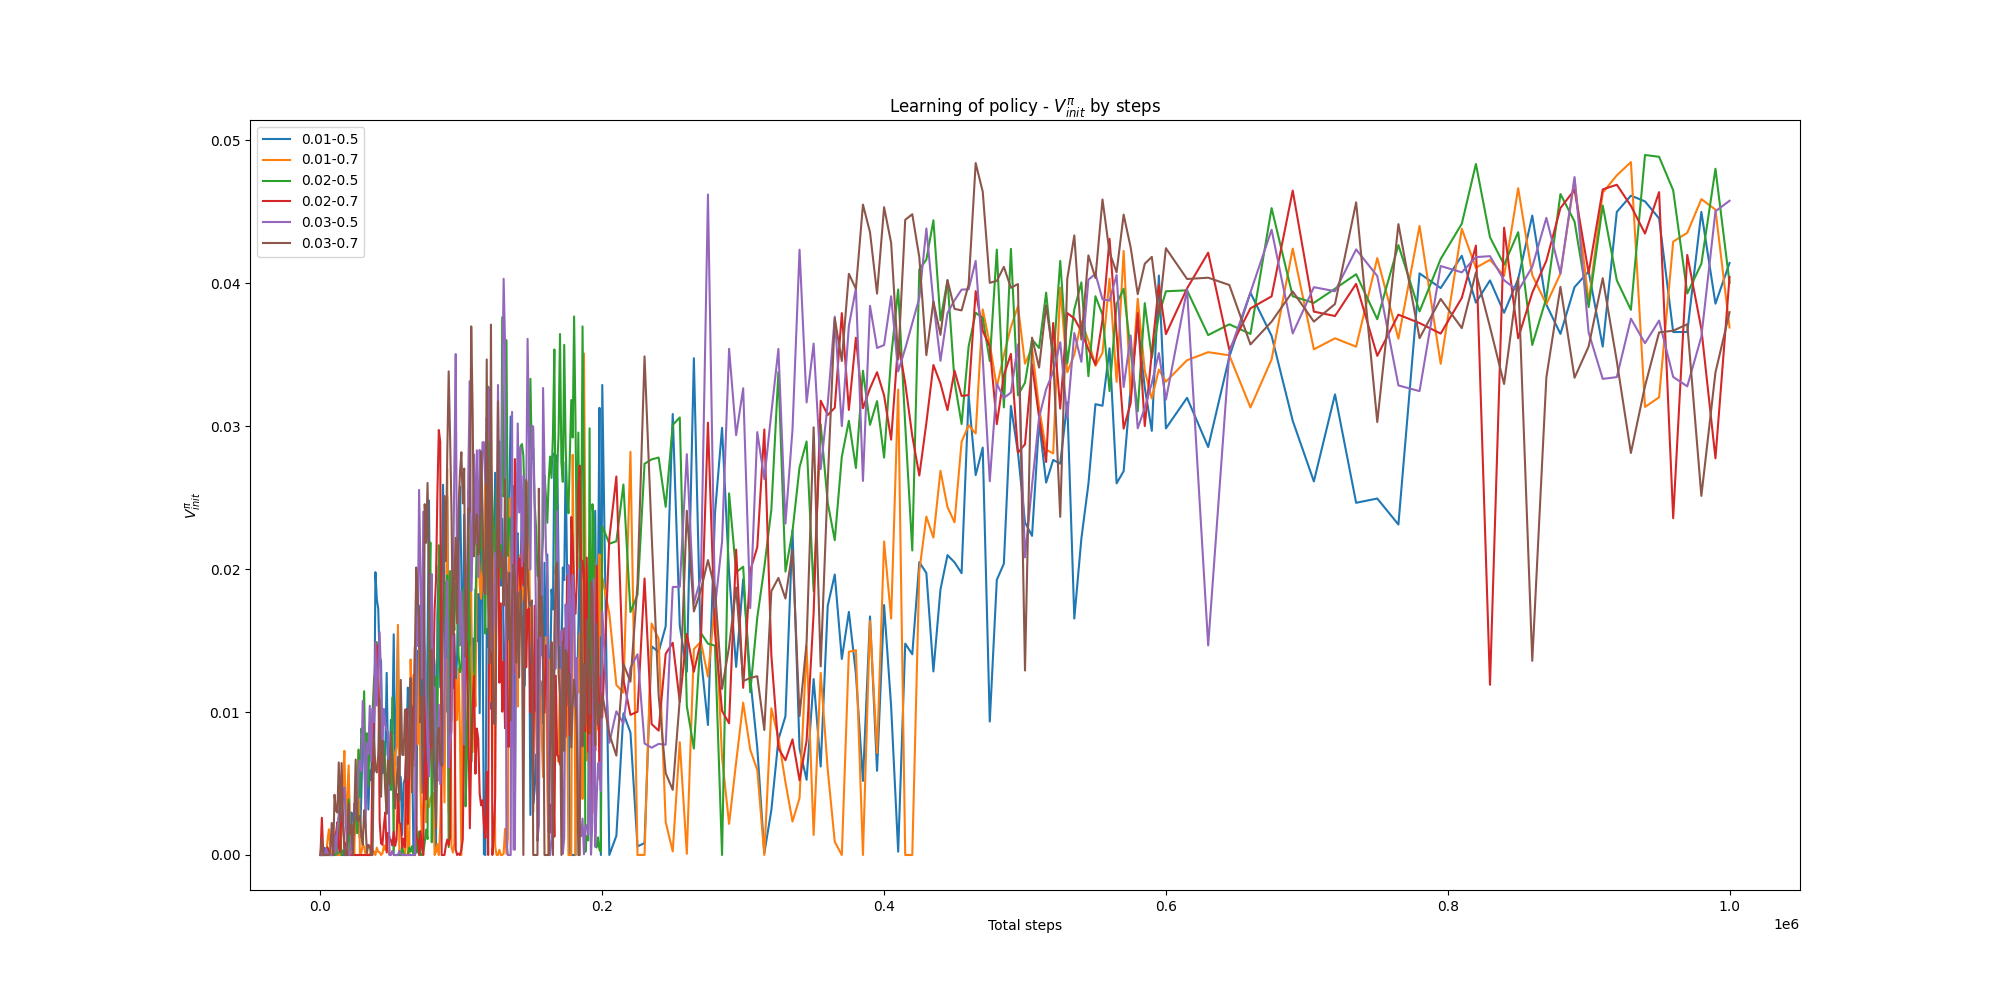 Learning of policy - $V_{init}^{\pi}$ by steps
0.05
0.04
0.03
0.02
0.01
0.00
$V_{init}^{\pi}$
0.01-0.5
0.01-0.7
0.02-0.5
0.02-0.7
0.03-0.5
0.03-0.7
0.0 0.2 0.4 0.6 0.8 1.0
Total steps
1e6